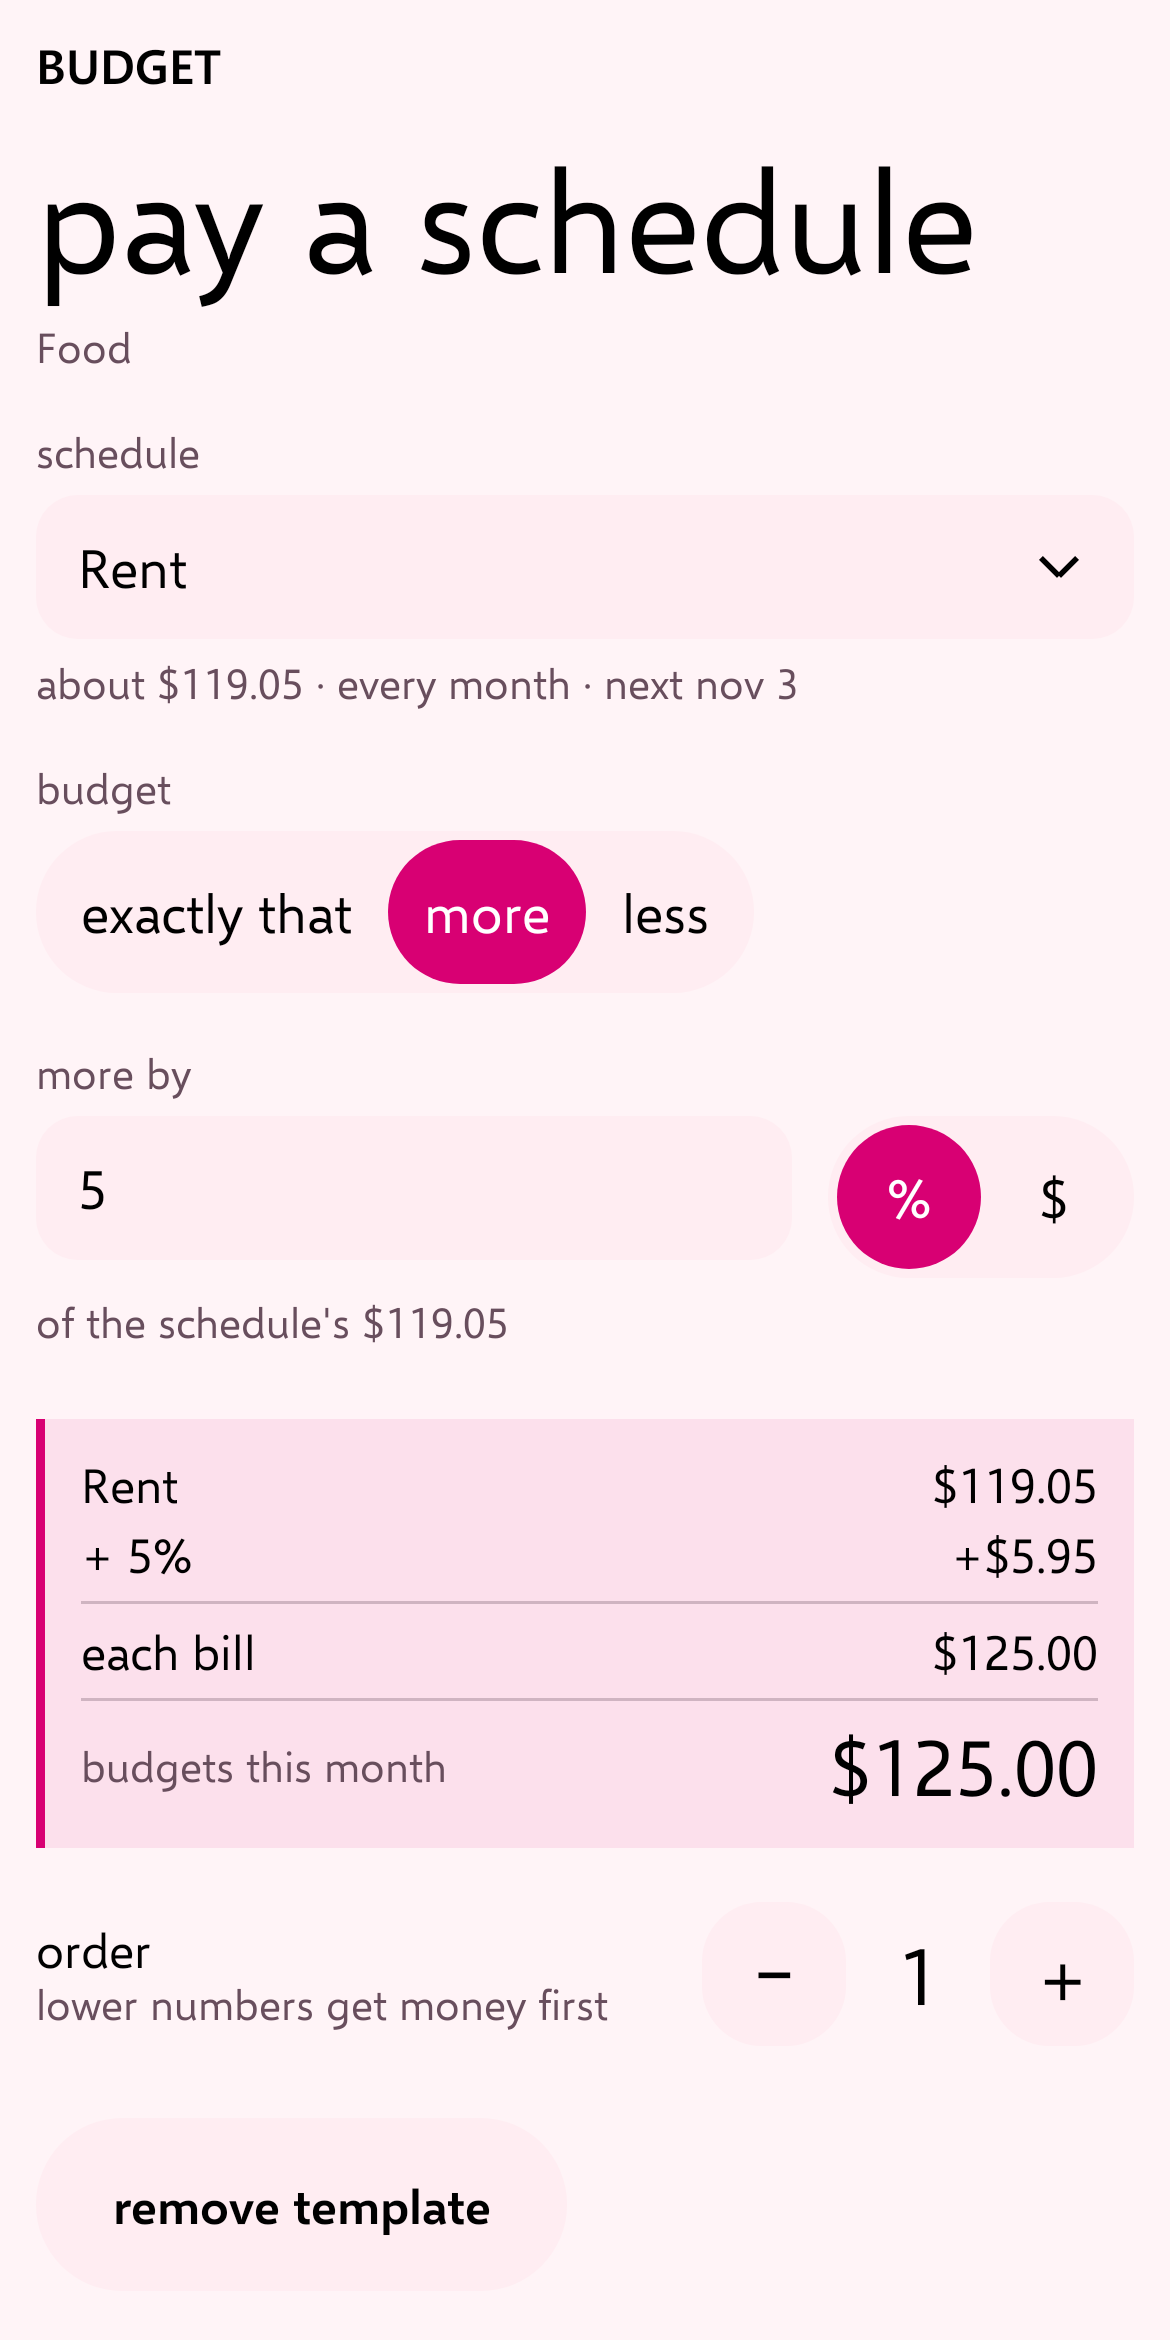 BUDGET
pay a schedule
Food
schedule
Rent
about $119.05 · every month · next nov 3
budget
exactly that more less
more by
5 % $
of the schedule's $119.05
Rent $119.05
+ 5% +$5.95
each bill $125.00
budgets this month $125.00
order
lower numbers get money first
− 1 +
remove template